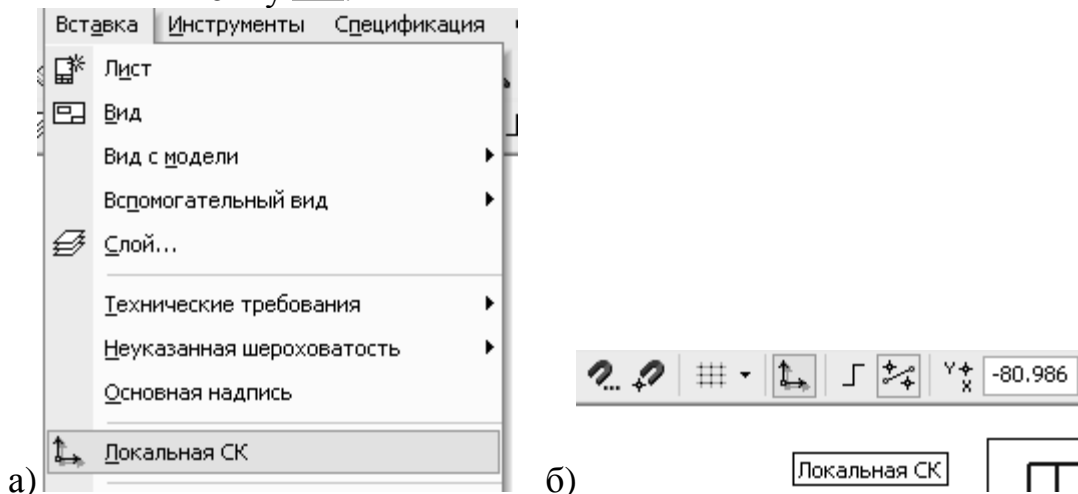 Вставка Инструменты Спецификация
Лист
Вид
Вид с модели
Вспомогательный вид
Слой...
Технические требования
Неуказанная шероховатость
Основная надпись
Локальная СК
а)
Y X -80.986
Локальная СК
б)